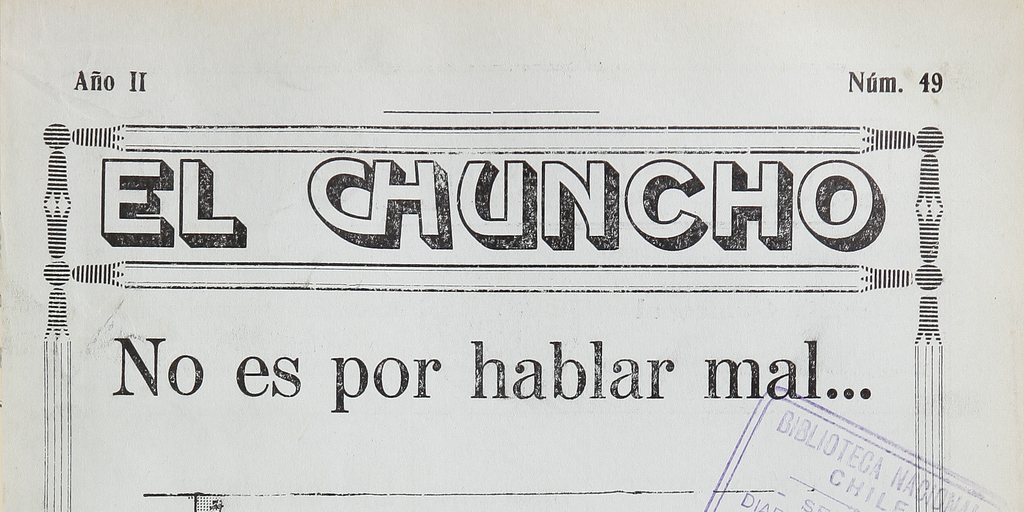 Año II
Núm. 49
EL CHUNCHO
No es por hablar mal...
BIBLIOTECA NACIONAL
CHILE